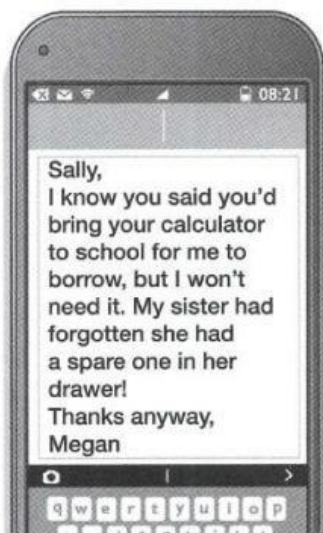 08:21
Sally,
I know you said you'd
bring your calculator
to school for me to
borrow, but I won't
need it. My sister had
forgotten she had
a spare one in her
drawer!
Thanks anyway,
Megan
q w e r t y u i o p